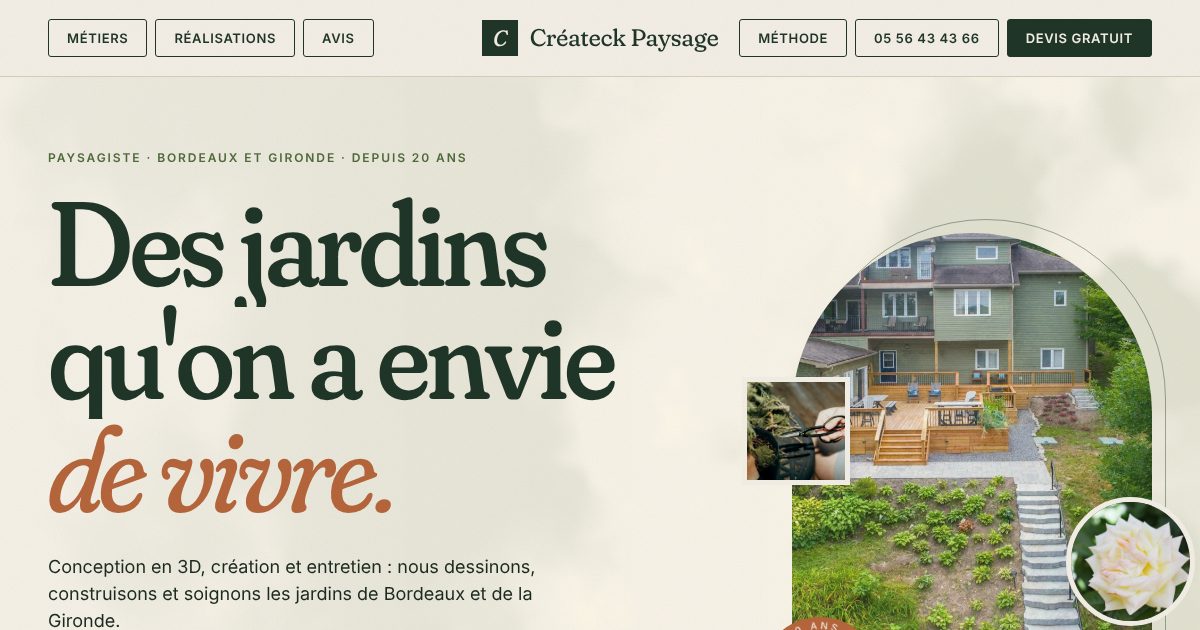 MÉTIERS
RÉALISATIONS
AVIS
C
Créateck Paysage
MÉTHODE
05 56 43 43 66
DEVIS GRATUIT
PAYSAGISTE · BORDEAUX ET GIRONDE · DEPUIS 20 ANS
Des jardins
qu'on a envie
de vivre.
Conception en 3D, création et entretien : nous dessinons,
construisons et soignons les jardins de Bordeaux et de la
Gironde.
ANS